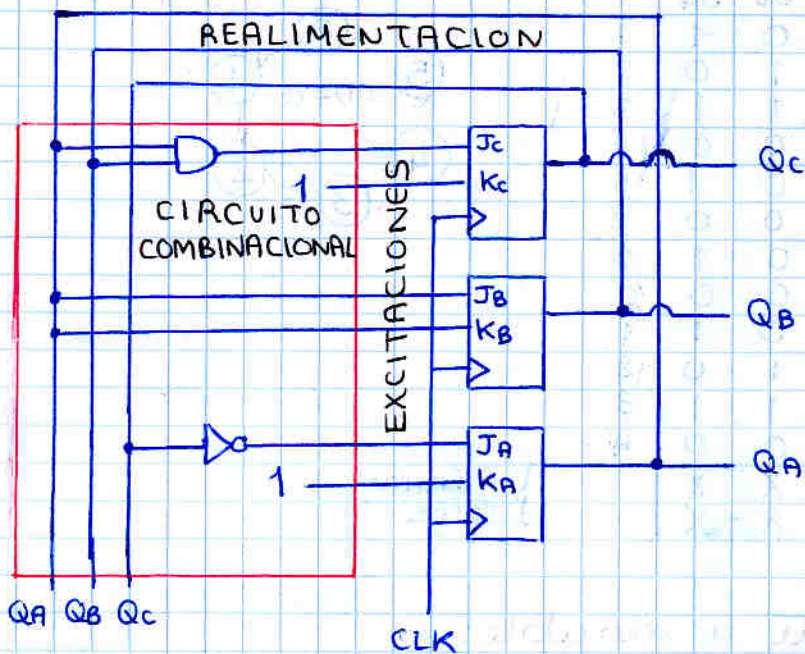 REALIMENTACION
JC
KC
QC
1
CIRCUITO
COMBINACIONAL
EXCITACIONES
JB
KB
QB
JA
KA
QA
1
QA QB QC
CLK